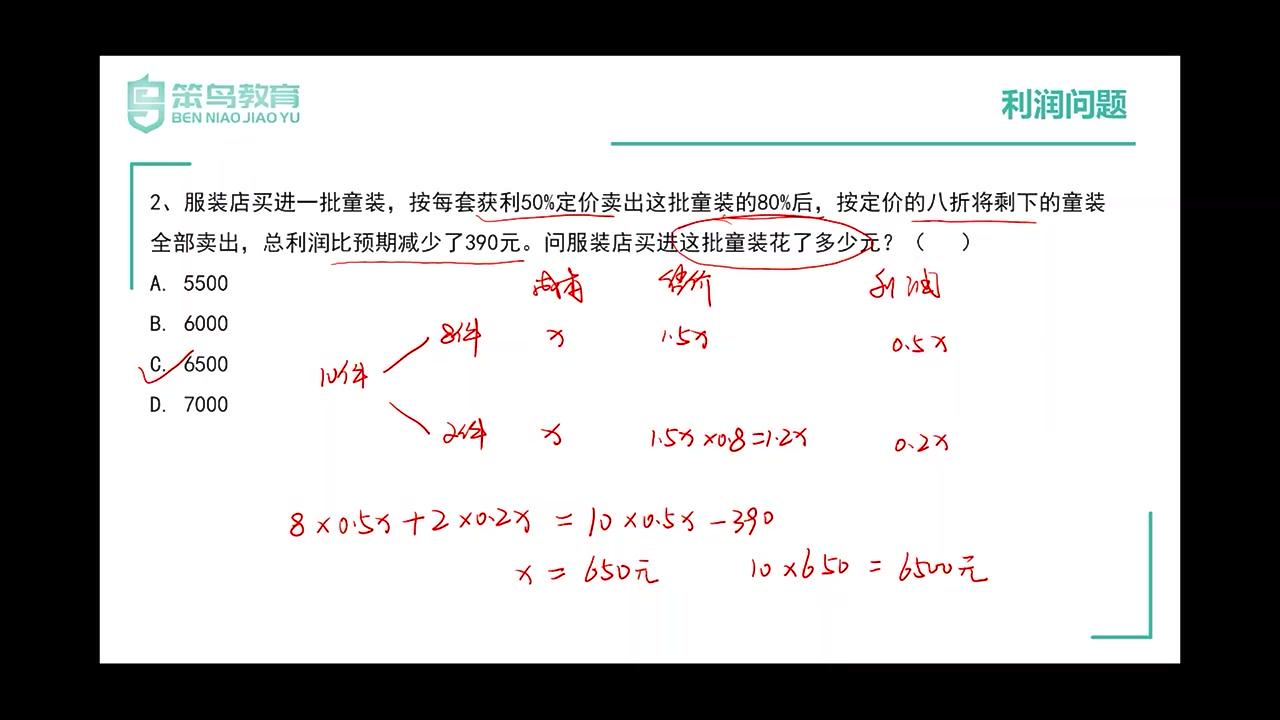 笨鸟教育
BEN NIAO JIAO YU
利润问题
2、服装店买进一批童装，按每套获利50%定价卖出这批童装的80%后，按定价的八折将剩下的童装
全部卖出，总利润比预期减少了390元。问服装店买进这批童装花了多少元？（  ）
A. 5500
B. 6000
C. 6500
D. 7000
成本 售价 利润
8件 x 1.5x 0.5x
10件
2件 x 1.5x×0.8=1.2x 0.2x
8×0.5x+2×0.2x=10×0.5x-390
x=650元 10×650=6500元